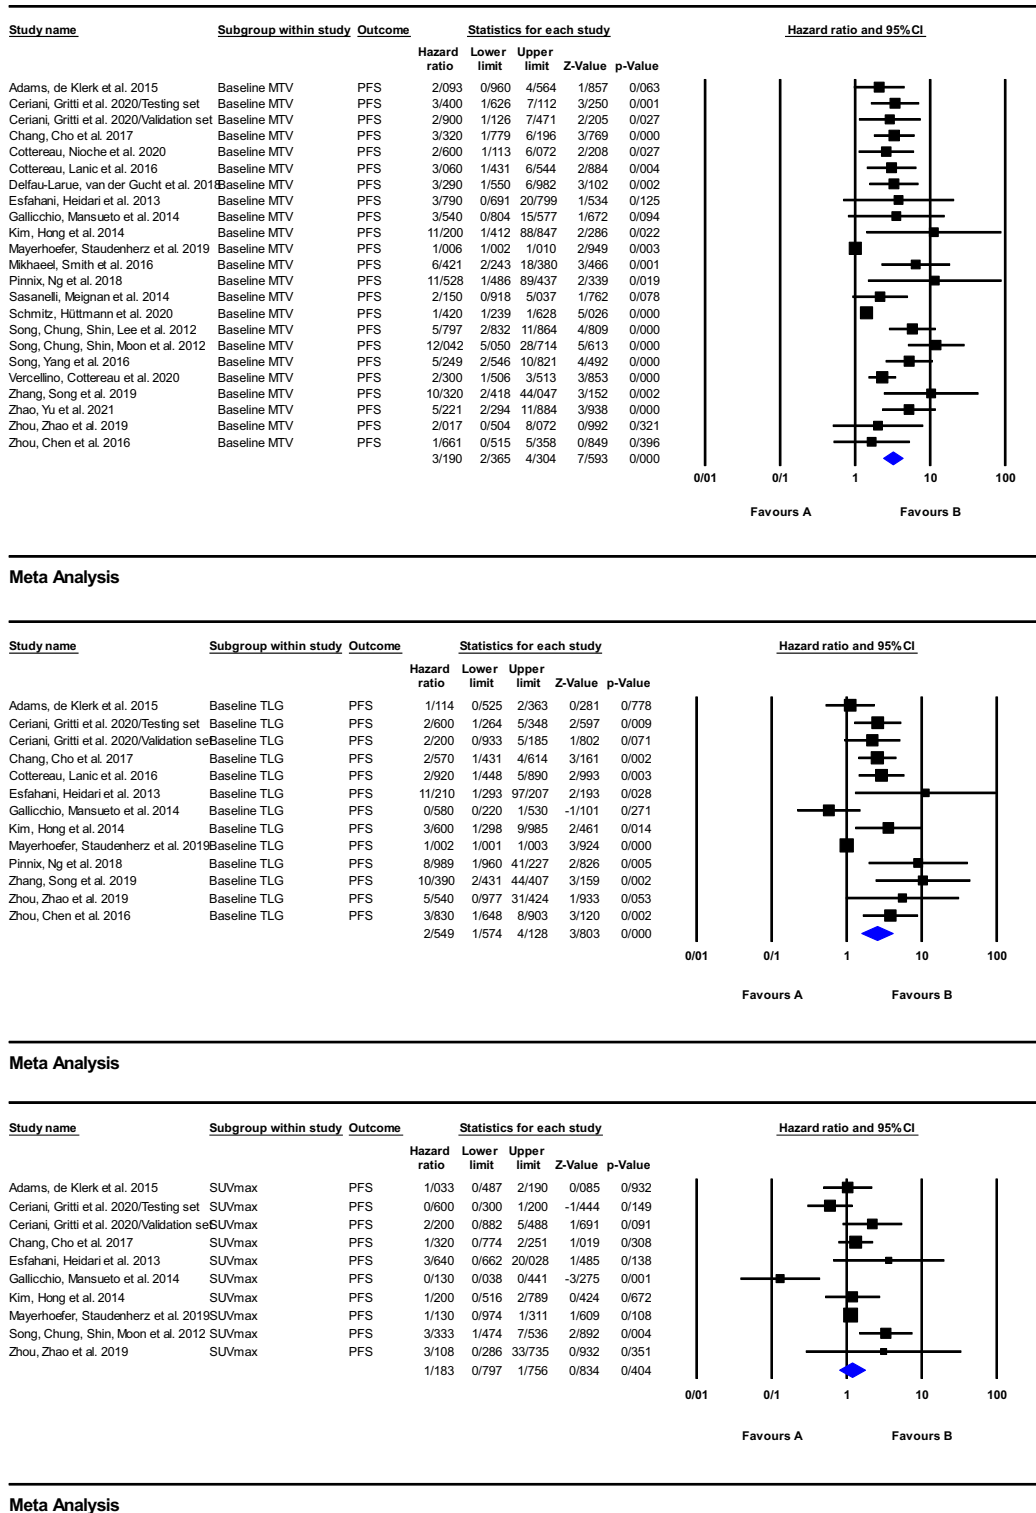 Study name Subgroup within study Outcome Statistics for each study Hazard ratio and 95%CI
Hazard Lower Upper
ratio limit limit Z-Value p-Value
Adams, de Klerk et al. 2015 Baseline MTV PFS 2/093 0/960 4/564 1/857 0/063
Ceriani, Gritti et al. 2020/Testing set Baseline MTV PFS 3/400 1/626 7/112 3/250 0/001
Ceriani, Gritti et al. 2020/Validation set Baseline MTV PFS 2/900 1/126 7/471 2/205 0/027
Chang, Cho et al. 2017 Baseline MTV PFS 3/320 1/779 6/196 3/769 0/000
Cottereau, Nioche et al. 2020 Baseline MTV PFS 2/600 1/113 6/072 2/208 0/027
Cottereau, Lanic et al. 2016 Baseline MTV PFS 3/060 1/431 6/544 2/884 0/004
Delfau-Larue, van der Gucht et al. 2018 Baseline MTV PFS 3/290 1/550 6/982 3/102 0/002
Esfahani, Heidari et al. 2013 Baseline MTV PFS 3/790 0/691 20/799 1/534 0/125
Gallicchio, Mansueto et al. 2014 Baseline MTV PFS 3/540 0/804 15/577 1/672 0/094
Kim, Hong et al. 2014 Baseline MTV PFS 11/200 1/412 88/847 2/286 0/022
Mayerhoefer, Staudenherz et al. 2019 Baseline MTV PFS 1/006 1/002 1/010 2/949 0/003
Mikhaeel, Smith et al. 2016 Baseline MTV PFS 6/421 2/243 18/380 3/466 0/001
Pinnix, Ng et al. 2018 Baseline MTV PFS 11/528 1/486 89/437 2/339 0/019
Sasanelli, Meignan et al. 2014 Baseline MTV PFS 2/150 0/918 5/037 1/762 0/078
Schmitz, Hüttmann et al. 2020 Baseline MTV PFS 1/420 1/239 1/628 5/026 0/000
Song, Chung, Shin, Lee et al. 2012 Baseline MTV PFS 5/797 2/832 11/864 4/809 0/000
Song, Chung, Shin, Moon et al. 2012 Baseline MTV PFS 12/042 5/050 28/714 5/613 0/000
Song, Yang et al. 2016 Baseline MTV PFS 5/249 2/546 10/821 4/492 0/000
Vercellino, Cottereau et al. 2020 Baseline MTV PFS 2/300 1/506 3/513 3/853 0/000
Zhang, Song et al. 2019 Baseline MTV PFS 10/320 2/418 44/047 3/152 0/002
Zhao, Yu et al. 2021 Baseline MTV PFS 5/221 2/294 11/884 3/938 0/000
Zhou, Zhao et al. 2019 Baseline MTV PFS 2/017 0/504 8/072 0/992 0/321
Zhou, Chen et al. 2016 Baseline MTV PFS 1/661 0/515 5/358 0/849 0/396
3/190 2/365 4/304 7/593 0/000
0/01 0/1 1 10 100
Favours A Favours B
Meta Analysis
Study name Subgroup within study Outcome Statistics for each study Hazard ratio and 95%CI
Hazard Lower Upper
ratio limit limit Z-Value p-Value
Adams, de Klerk et al. 2015 Baseline TLG PFS 1/114 0/525 2/363 0/281 0/778
Ceriani, Gritti et al. 2020/Testing set Baseline TLG PFS 2/600 1/264 5/348 2/597 0/009
Ceriani, Gritti et al. 2020/Validation set Baseline TLG PFS 2/200 0/933 5/185 1/802 0/071
Chang, Cho et al. 2017 Baseline TLG PFS 2/570 1/431 4/614 3/161 0/002
Cottereau, Lanic et al. 2016 Baseline TLG PFS 2/920 1/448 5/890 2/993 0/003
Esfahani, Heidari et al. 2013 Baseline TLG PFS 11/210 1/293 97/207 2/193 0/028
Gallicchio, Mansueto et al. 2014 Baseline TLG PFS 0/580 0/220 1/530 -1/101 0/271
Kim, Hong et al. 2014 Baseline TLG PFS 3/600 1/298 9/985 2/461 0/014
Mayerhoefer, Staudenherz et al. 2019 Baseline TLG PFS 1/002 1/001 1/003 3/924 0/000
Pinnix, Ng et al. 2018 Baseline TLG PFS 8/989 1/960 41/227 2/826 0/005
Zhang, Song et al. 2019 Baseline TLG PFS 10/390 2/431 44/407 3/159 0/002
Zhou, Zhao et al. 2019 Baseline TLG PFS 5/540 0/977 31/424 1/933 0/053
Zhou, Chen et al. 2016 Baseline TLG PFS 3/830 1/648 8/903 3/120 0/002
2/549 1/574 4/128 3/803 0/000
0/01 0/1 1 10 100
Favours A Favours B
Meta Analysis
Study name Subgroup within study Outcome Statistics for each study Hazard ratio and 95%CI
Hazard Lower Upper
ratio limit limit Z-Value p-Value
Adams, de Klerk et al. 2015 SUVmax PFS 1/033 0/487 2/190 0/085 0/932
Ceriani, Gritti et al. 2020/Testing set SUVmax PFS 0/600 0/300 1/200 -1/444 0/149
Ceriani, Gritti et al. 2020/Validation set SUVmax PFS 2/200 0/882 5/488 1/691 0/091
Chang, Cho et al. 2017 SUVmax PFS 1/320 0/774 2/251 1/019 0/308
Esfahani, Heidari et al. 2013 SUVmax PFS 3/640 0/662 20/028 1/485 0/138
Gallicchio, Mansueto et al. 2014 SUVmax PFS 0/130 0/038 0/441 -3/275 0/001
Kim, Hong et al. 2014 SUVmax PFS 1/200 0/516 2/789 0/424 0/672
Mayerhoefer, Staudenherz et al. 2019 SUVmax PFS 1/130 0/974 1/311 1/609 0/108
Song, Chung, Shin, Moon et al. 2012 SUVmax PFS 3/333 1/474 7/536 2/892 0/004
Zhou, Zhao et al. 2019 SUVmax PFS 3/108 0/286 33/735 0/932 0/351
1/183 0/797 1/756 0/834 0/404
0/01 0/1 1 10 100
Favours A Favours B
Meta Analysis